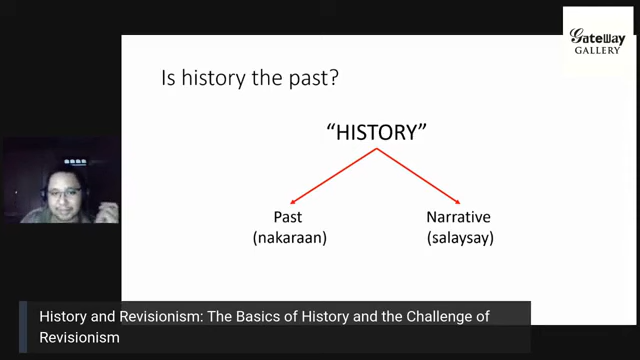 GateWay
GALLERY
Is history the past?
"HISTORY"
Past
(nakaraan)
Narrative
(salaysay)
History and Revisionism: The Basics of History and the Challenge of
Revisionism